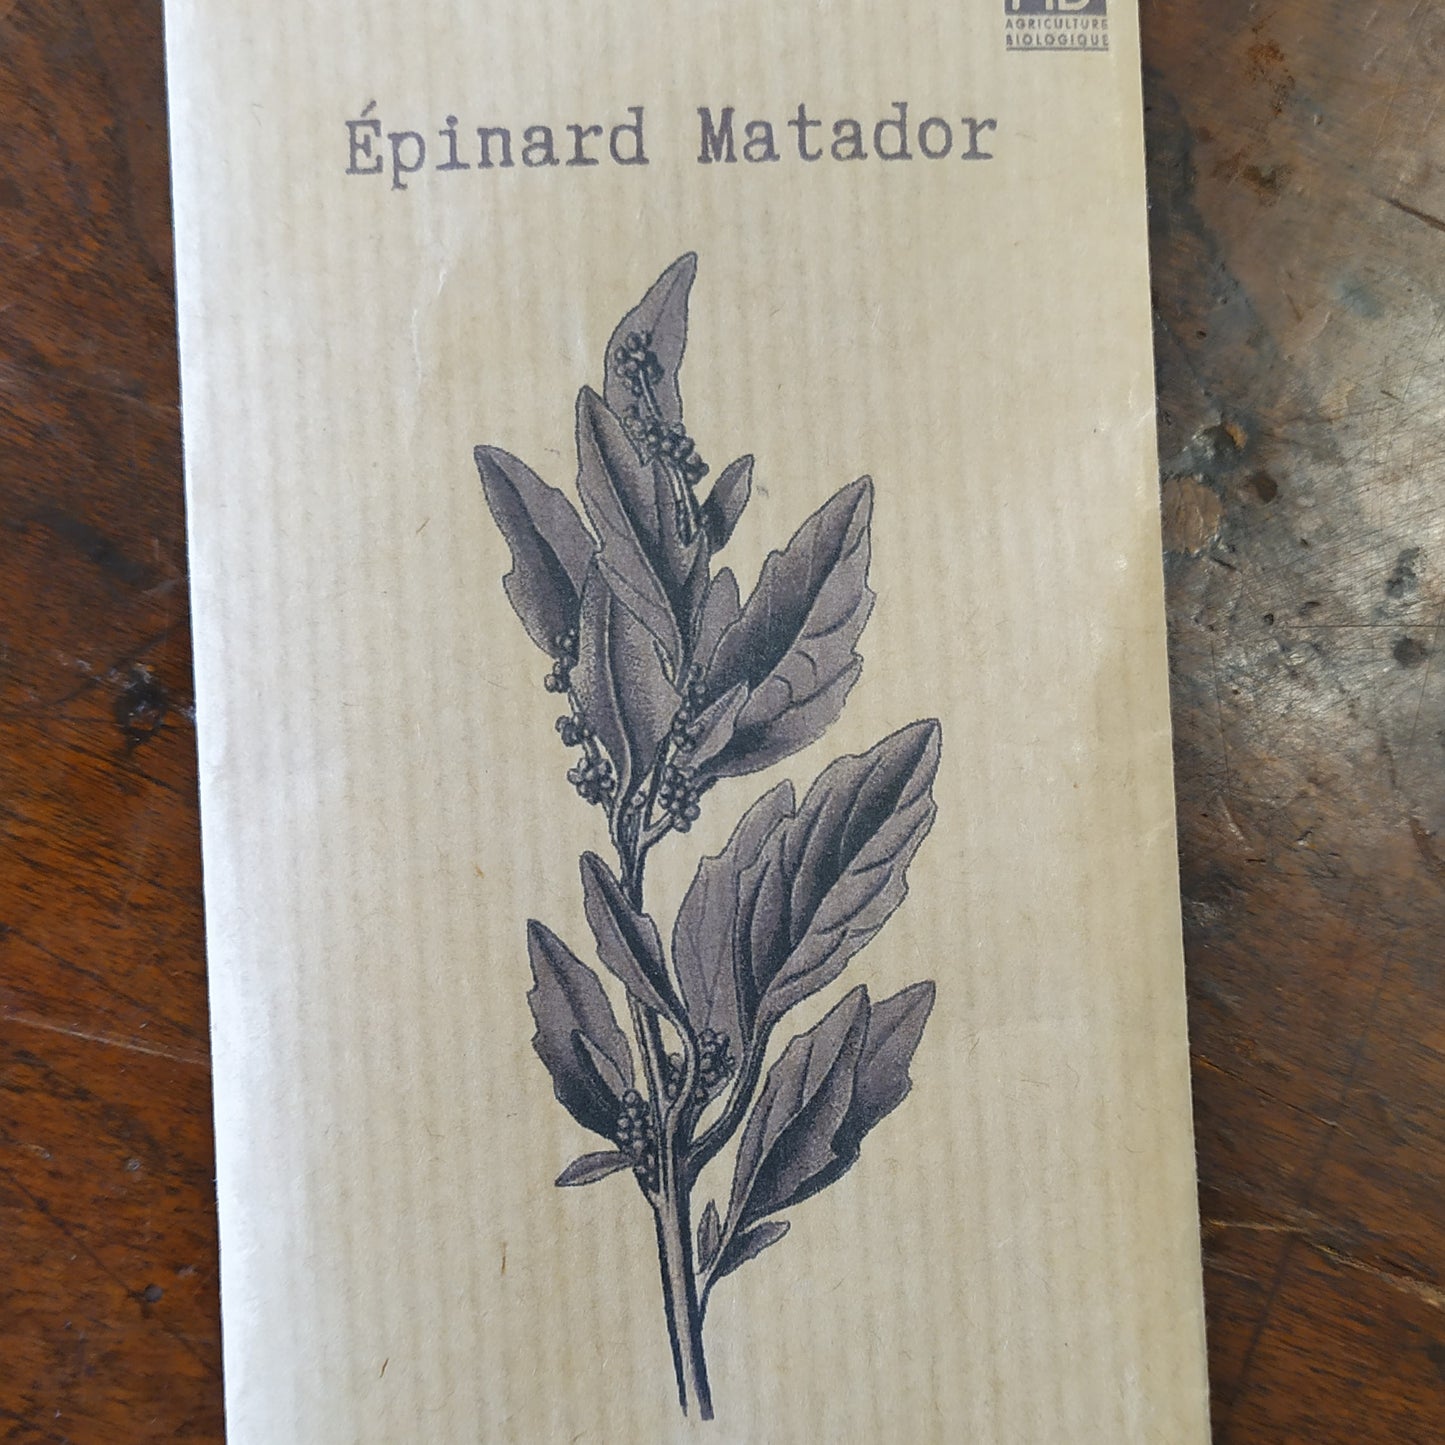 AGRICULTURE
BIOLOGIQUE
Épinard Matador